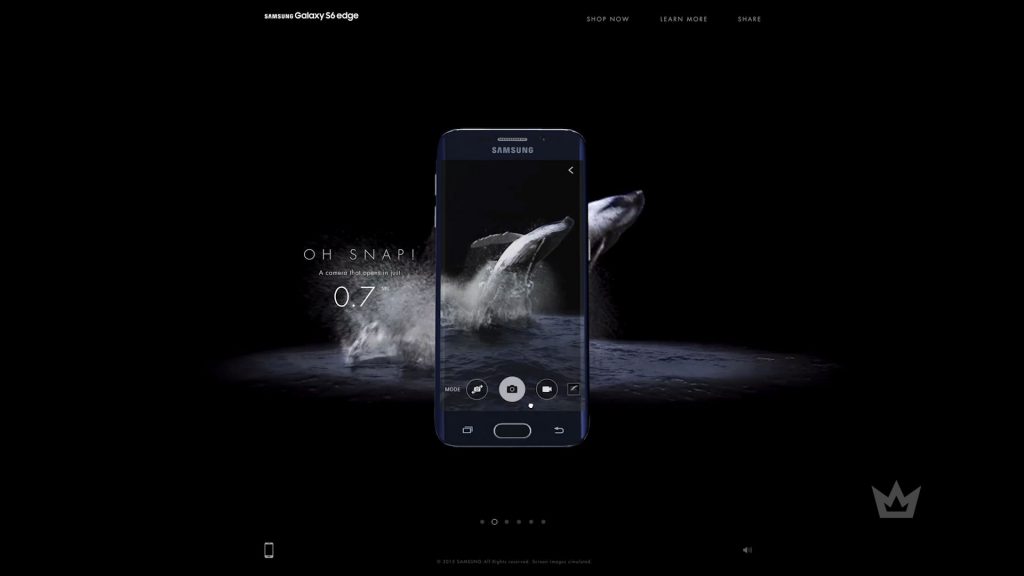 SAMSUNG Galaxy S6 edge
SHOP NOW
LEARN MORE
SHARE
SAMSUNG
OH SNAP!
A camera that opens in just
0.7
MODE
© 2015 SAMSUNG All Rights reserved. Screen images simulated.